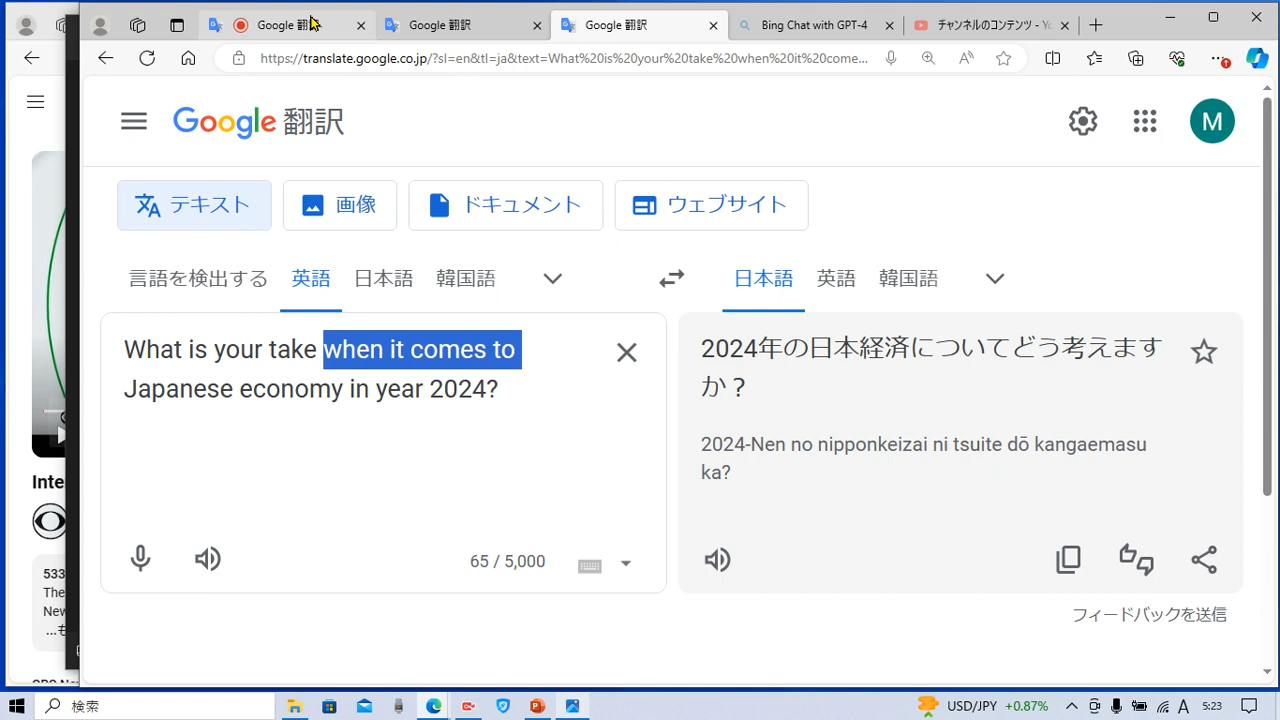 Google 翻訳
Google 翻訳
Google 翻訳
Bing Chat with GPT-4
チャンネルのコンテンツ - Yo
https://translate.google.co.jp/?sl=en&tl=ja&text=What%20is%20your%20take%20when%20it%20come...
Google 翻訳
M
テキスト
画像
ドキュメント
ウェブサイト
言語を検出する
英語
日本語
韓国語
日本語
英語
韓国語
What is your take when it comes to
Japanese economy in year 2024?
65 / 5,000
2024年の日本経済についてどう考えます
か？
2024-Nen no nipponkeizai ni tsuite dō kangaemasu
ka?
フィードバックを送信
Inte
533
The
New
...も
検索
USD/JPY +0.87%
A
5:23